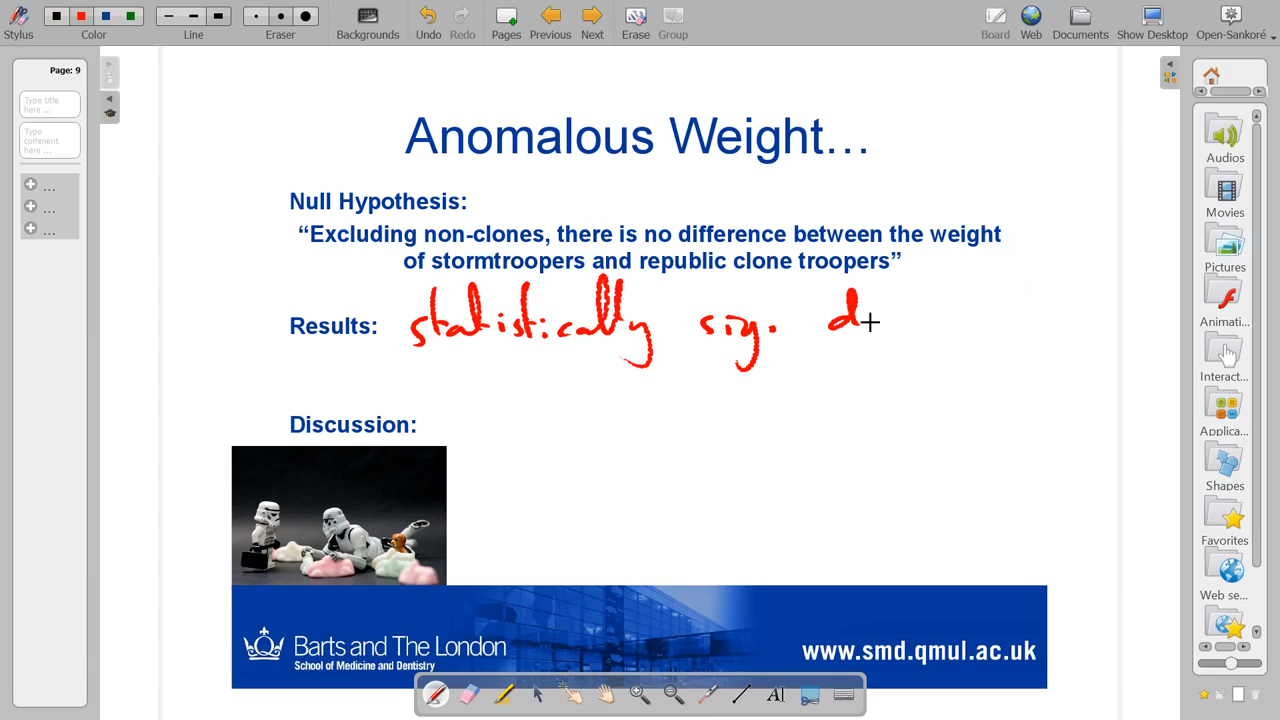 Stylus
Color
Line
Eraser
Backgrounds
Undo
Redo
Pages
Previous
Next
Erase
Group
Board
Web
Documents
Show Desktop
Open-Sankoré
Page: 9
Type title
here ...
Type
comment
here ...
...
...
...
Anomalous Weight…
Null Hypothesis:
“Excluding non-clones, there is no difference between the weight
of stormtroopers and republic clone troopers”
Results: statistically sig. d
Discussion:
Barts and The London
School of Medicine and Dentistry
www.smd.qmul.ac.uk
Audios
Movies
Pictures
Animati...
Interact...
Applica...
Shapes
Favorites
Web se...
AI